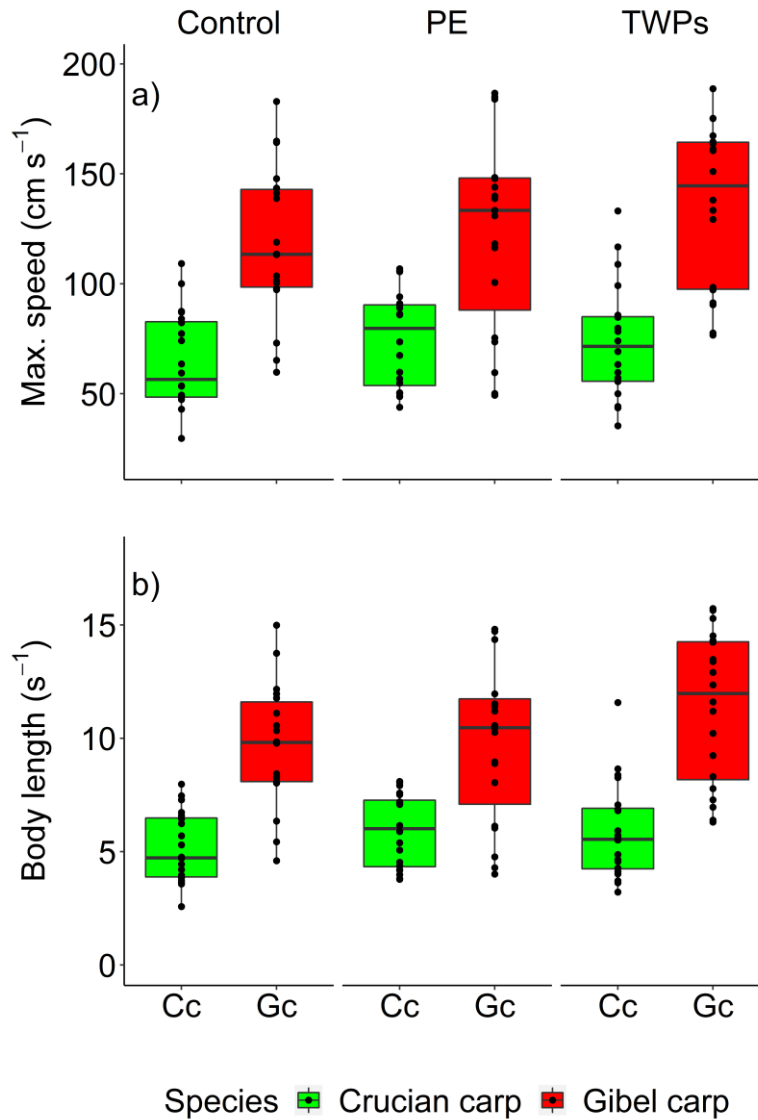 Control PE TWPs
a)
Max. speed (cm s⁻¹)
200
150
100
50
b)
Body length (s⁻¹)
15
10
5
0
Cc Gc Cc Gc Cc Gc
Species Crucian carp Gibel carp